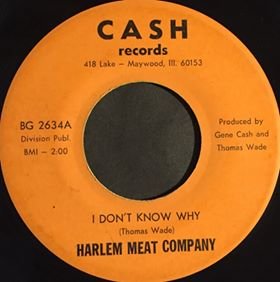 CASH
records
418 Lake - Maywood, Ill. 60153
BG 2634A
Division Publ.
BMI - 2:00
Produced by
Gene Cash and
Thomas Wade
I DON'T KNOW WHY
(Thomas Wade)
HARLEM MEAT COMPANY